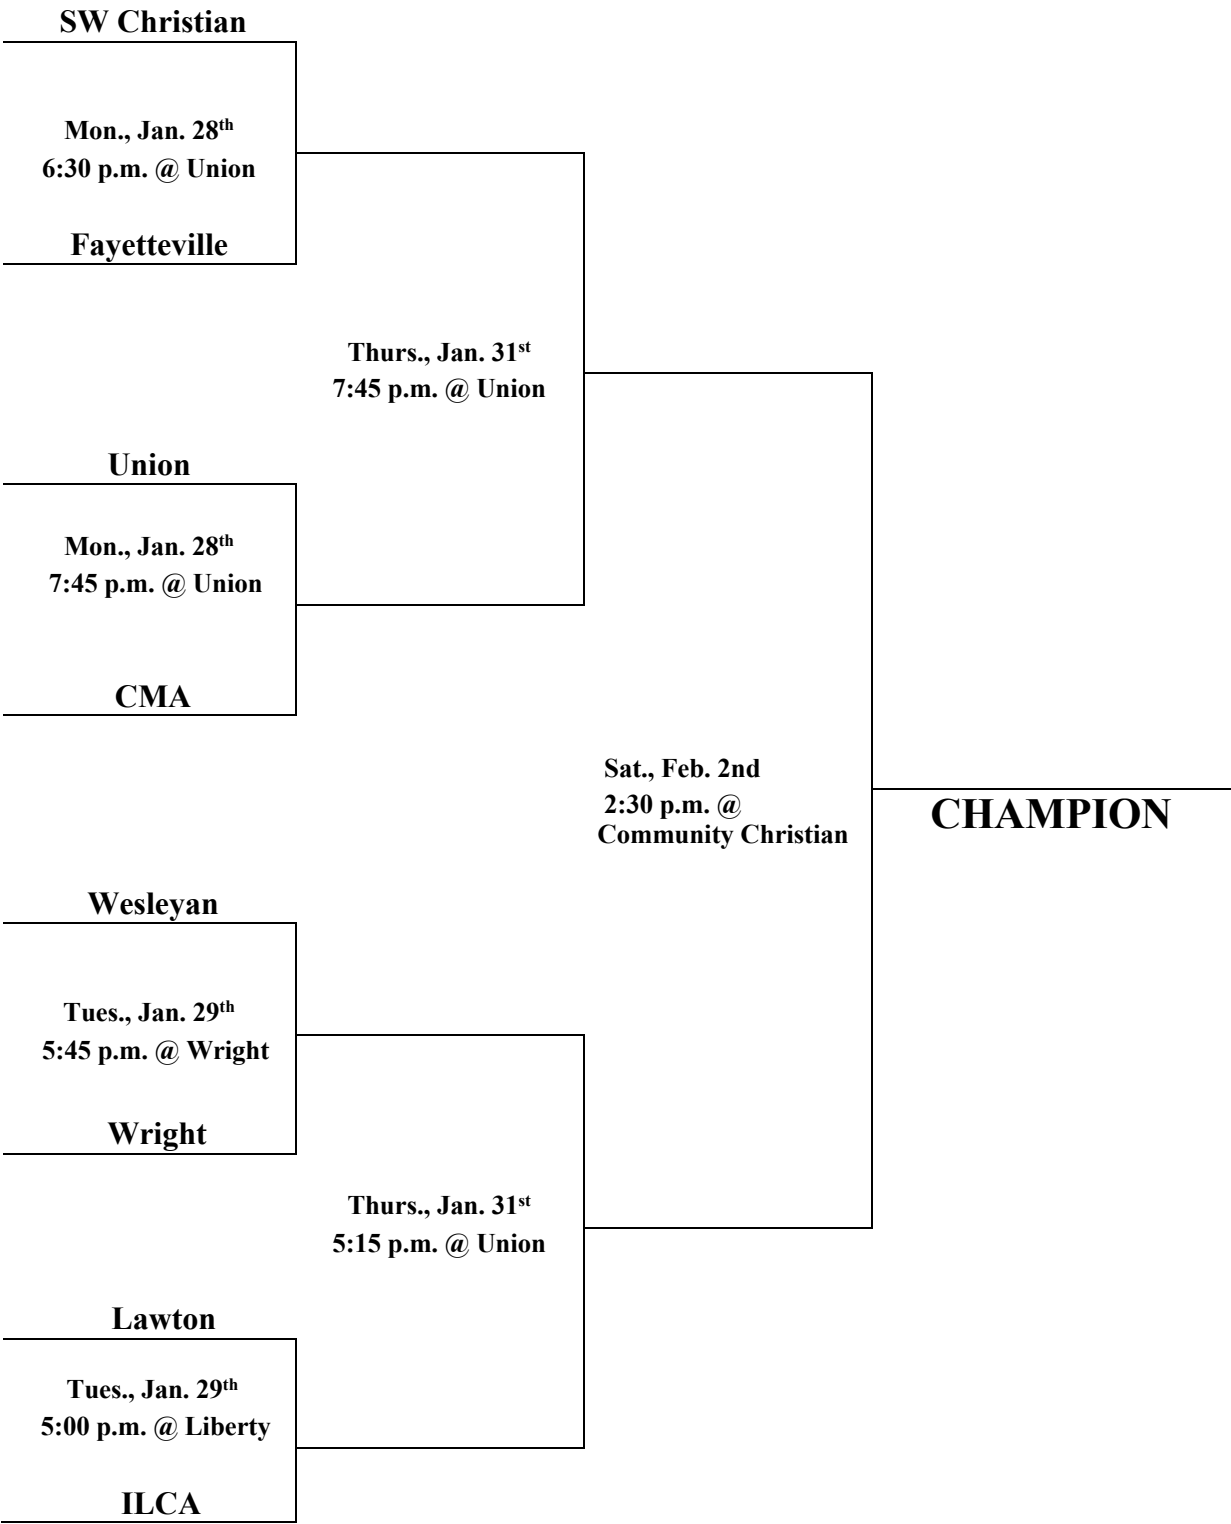 SW Christian
Mon., Jan. 28th
6:30 p.m. @ Union
Fayetteville
Thurs., Jan. 31st
7:45 p.m. @ Union
Union
Mon., Jan. 28th
7:45 p.m. @ Union
CMA
Sat., Feb. 2nd
2:30 p.m. @
Community Christian
CHAMPION
Wesleyan
Tues., Jan. 29th
5:45 p.m. @ Wright
Wright
Thurs., Jan. 31st
5:15 p.m. @ Union
Lawton
Tues., Jan. 29th
5:00 p.m. @ Liberty
ILCA